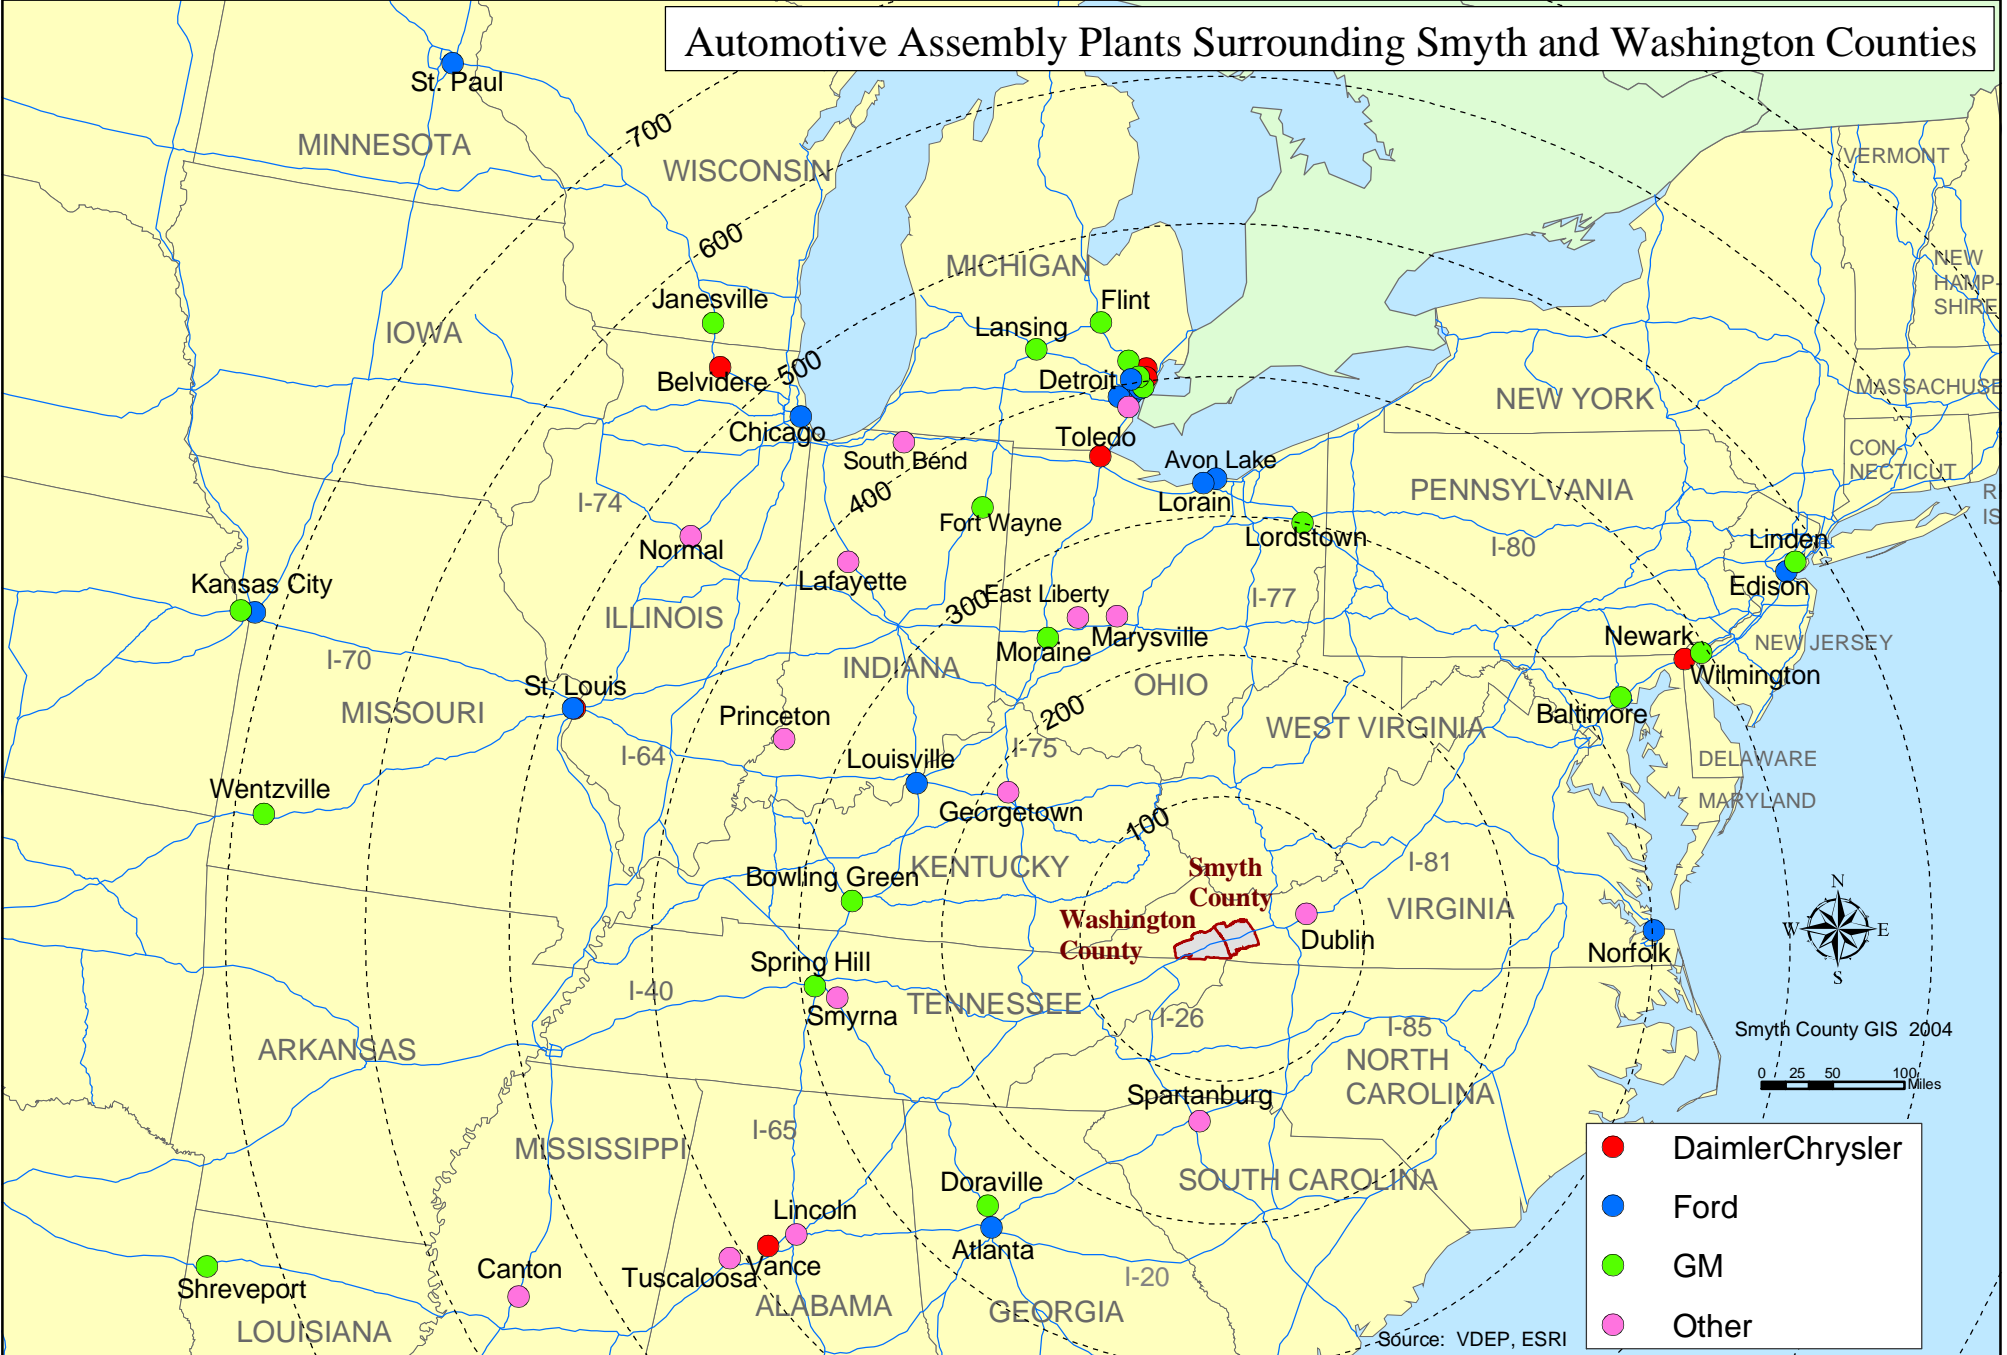 Automotive Assembly Plants Surrounding Smyth and Washington Counties
St. Paul
MINNESOTA
700
WISCONSIN
VERMONT
600
MICHIGAN
NEW
HAMP-
SHIRE
Janesville
Flint
IOWA
Lansing
500
Belvidere
Detroit
NEW YORK
MASSACHUSE
Chicago
Toledo
South Bend
Avon Lake
CON-
NECTICUT
400
I-74
Lorain
PENNSYLVANIA
R
IS
Fort Wayne
Lordstown
Normal
I-80
Linden
Lafayette
Edison
Kansas City
East Liberty
300
I-77
ILLINOIS
Marysville
Newark
NEW JERSEY
Moraine
I-70
INDIANA
Wilmington
St. Louis
OHIO
MISSOURI
Princeton
200
WEST VIRGINIA
Baltimore
I-64
Louisville
I-75
DELAWARE
Wentzville
Georgetown
MARYLAND
100
KENTUCKY
Smyth
County
I-81
Bowling Green
VIRGINIA
N
W
E
S
Washington
County
Dublin
Norfolk
Spring Hill
I-40
Smyrna
TENNESSEE
I-26
I-85
Smyth County GIS 2004
ARKANSAS
NORTH
CAROLINA
0 25 50 100
Miles
Spartanburg
I-65
MISSISSIPPI
Doraville
SOUTH CAROLINA
Lincoln
Atlanta
Vance
Tuscaloosa
Canton
I-20
Shreveport
ALABAMA
GEORGIA
LOUISIANA
DaimlerChrysler
Ford
GM
Other
Source: VDEP, ESRI